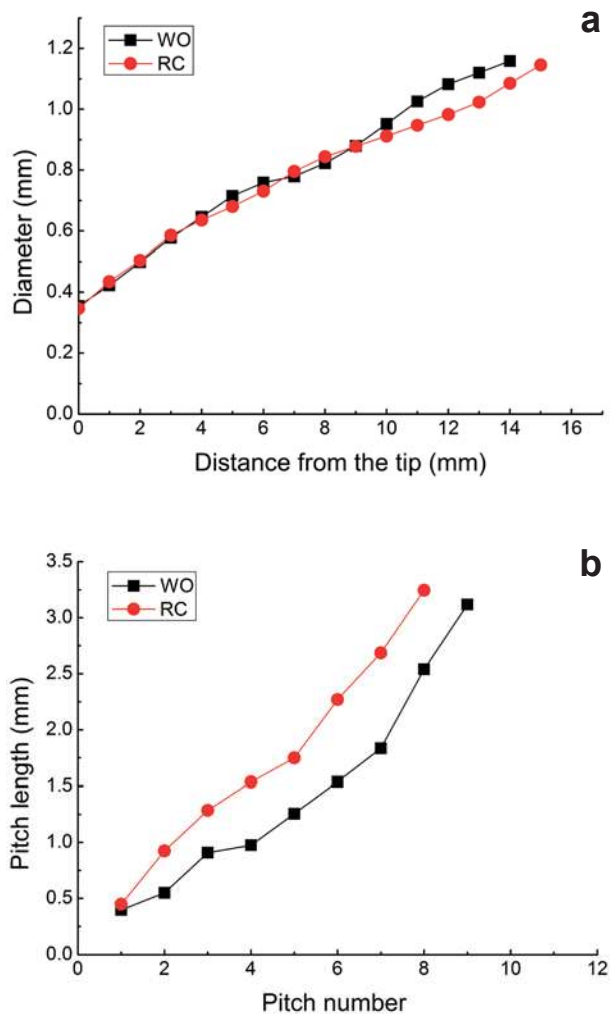 a
WO
RC
1.2
1.0
0.8
0.6
0.4
0.2
0.0
0 2 4 6 8 10 12 14 16
Diameter (mm)
Distance from the tip (mm)
b
WO
RC
3.5
3.0
2.5
2.0
1.5
1.0
0.5
0.0
0 2 4 6 8 10 12
Pitch length (mm)
Pitch number